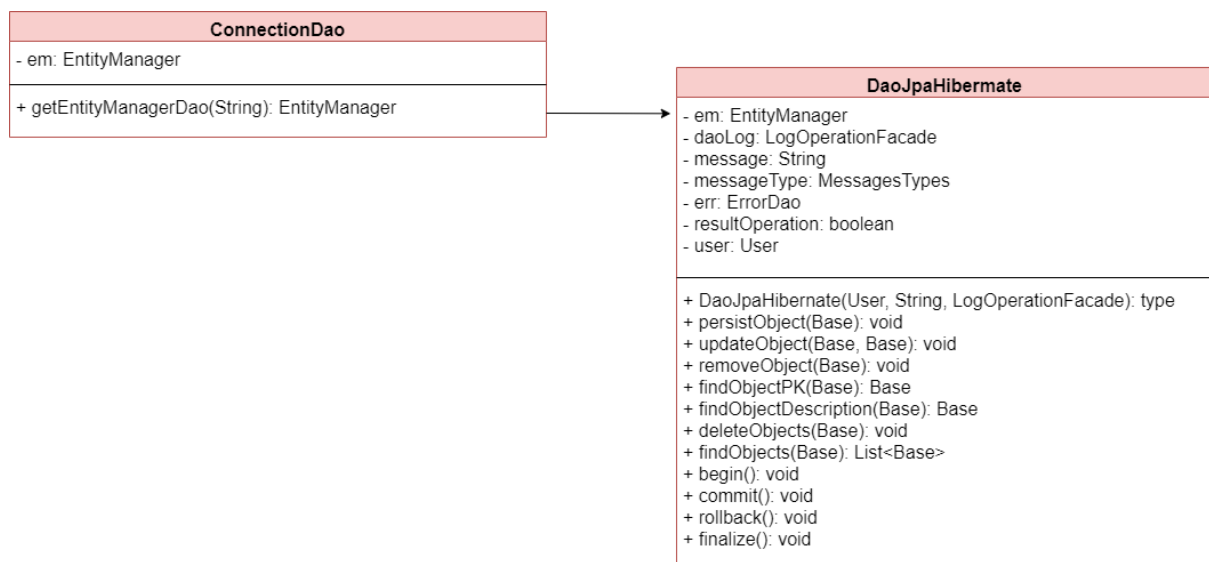 ConnectionDao
- em: EntityManager
+ getEntityManagerDao(String): EntityManager
DaoJpaHibermate
- em: EntityManager
- daoLog: LogOperationFacade
- message: String
- messageType: MessagesTypes
- err: ErrorDao
- resultOperation: boolean
- user: User
+ DaoJpaHibernate(User, String, LogOperationFacade): type
+ persistObject(Base): void
+ updateObject(Base, Base): void
+ removeObject(Base): void
+ findObjectPK(Base): Base
+ findObjectDescription(Base): Base
+ deleteObjects(Base): void
+ findObjects(Base): List<Base>
+ begin(): void
+ commit(): void
+ rollback(): void
+ finalize(): void